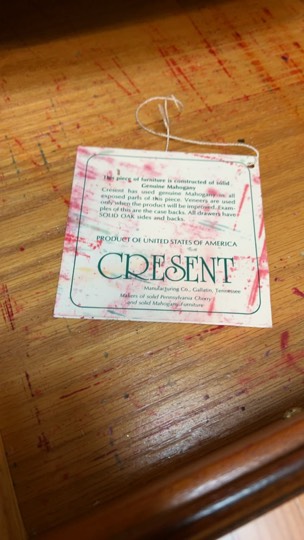 This piece of furniture is constructed of solid
Genuine Mahogany
Cresent has used genuine Mahogany in all
exposed parts of this piece. Veneers are used
only when the product will be improved. Exam-
ples of this are the case backs. All drawers have
SOLID OAK sides and backs.
PRODUCT OF UNITED STATES OF AMERICA
CRESENT
Manufacturing Co., Gallatin, Tennessee
Makers of solid Pennsylvania Cherry
and solid Mahogany Furniture